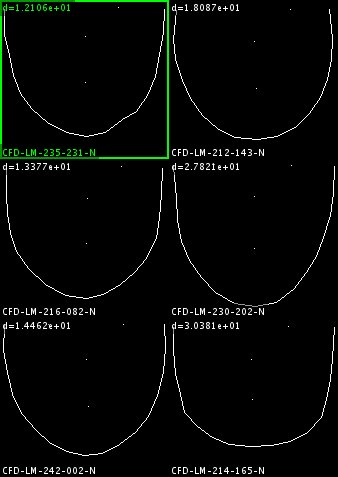 d=1.2106e+01
d=1.8087e+01
CFD-LM-235-231-N
CFD-LM-212-143-N
d=1.3377e+01
d=2.7821e+01
CFD-LM-216-082-N
CFD-LM-230-202-N
d=1.4462e+01
d=3.0381e+01
CFD-LM-242-002-N
CFD-LM-214-165-N